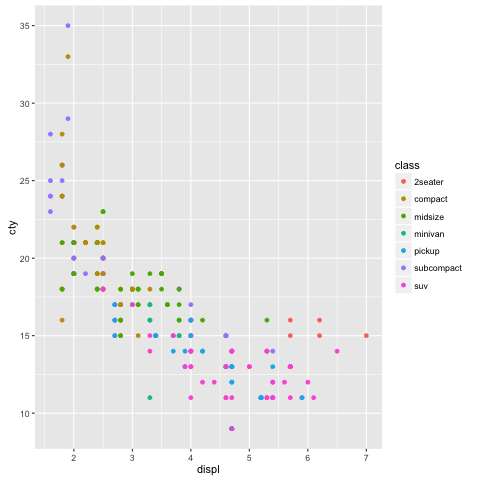 35
30
25
20
15
10
cty
2
3
4
5
6
7
displ
class
2seater
compact
midsize
minivan
pickup
subcompact
suv